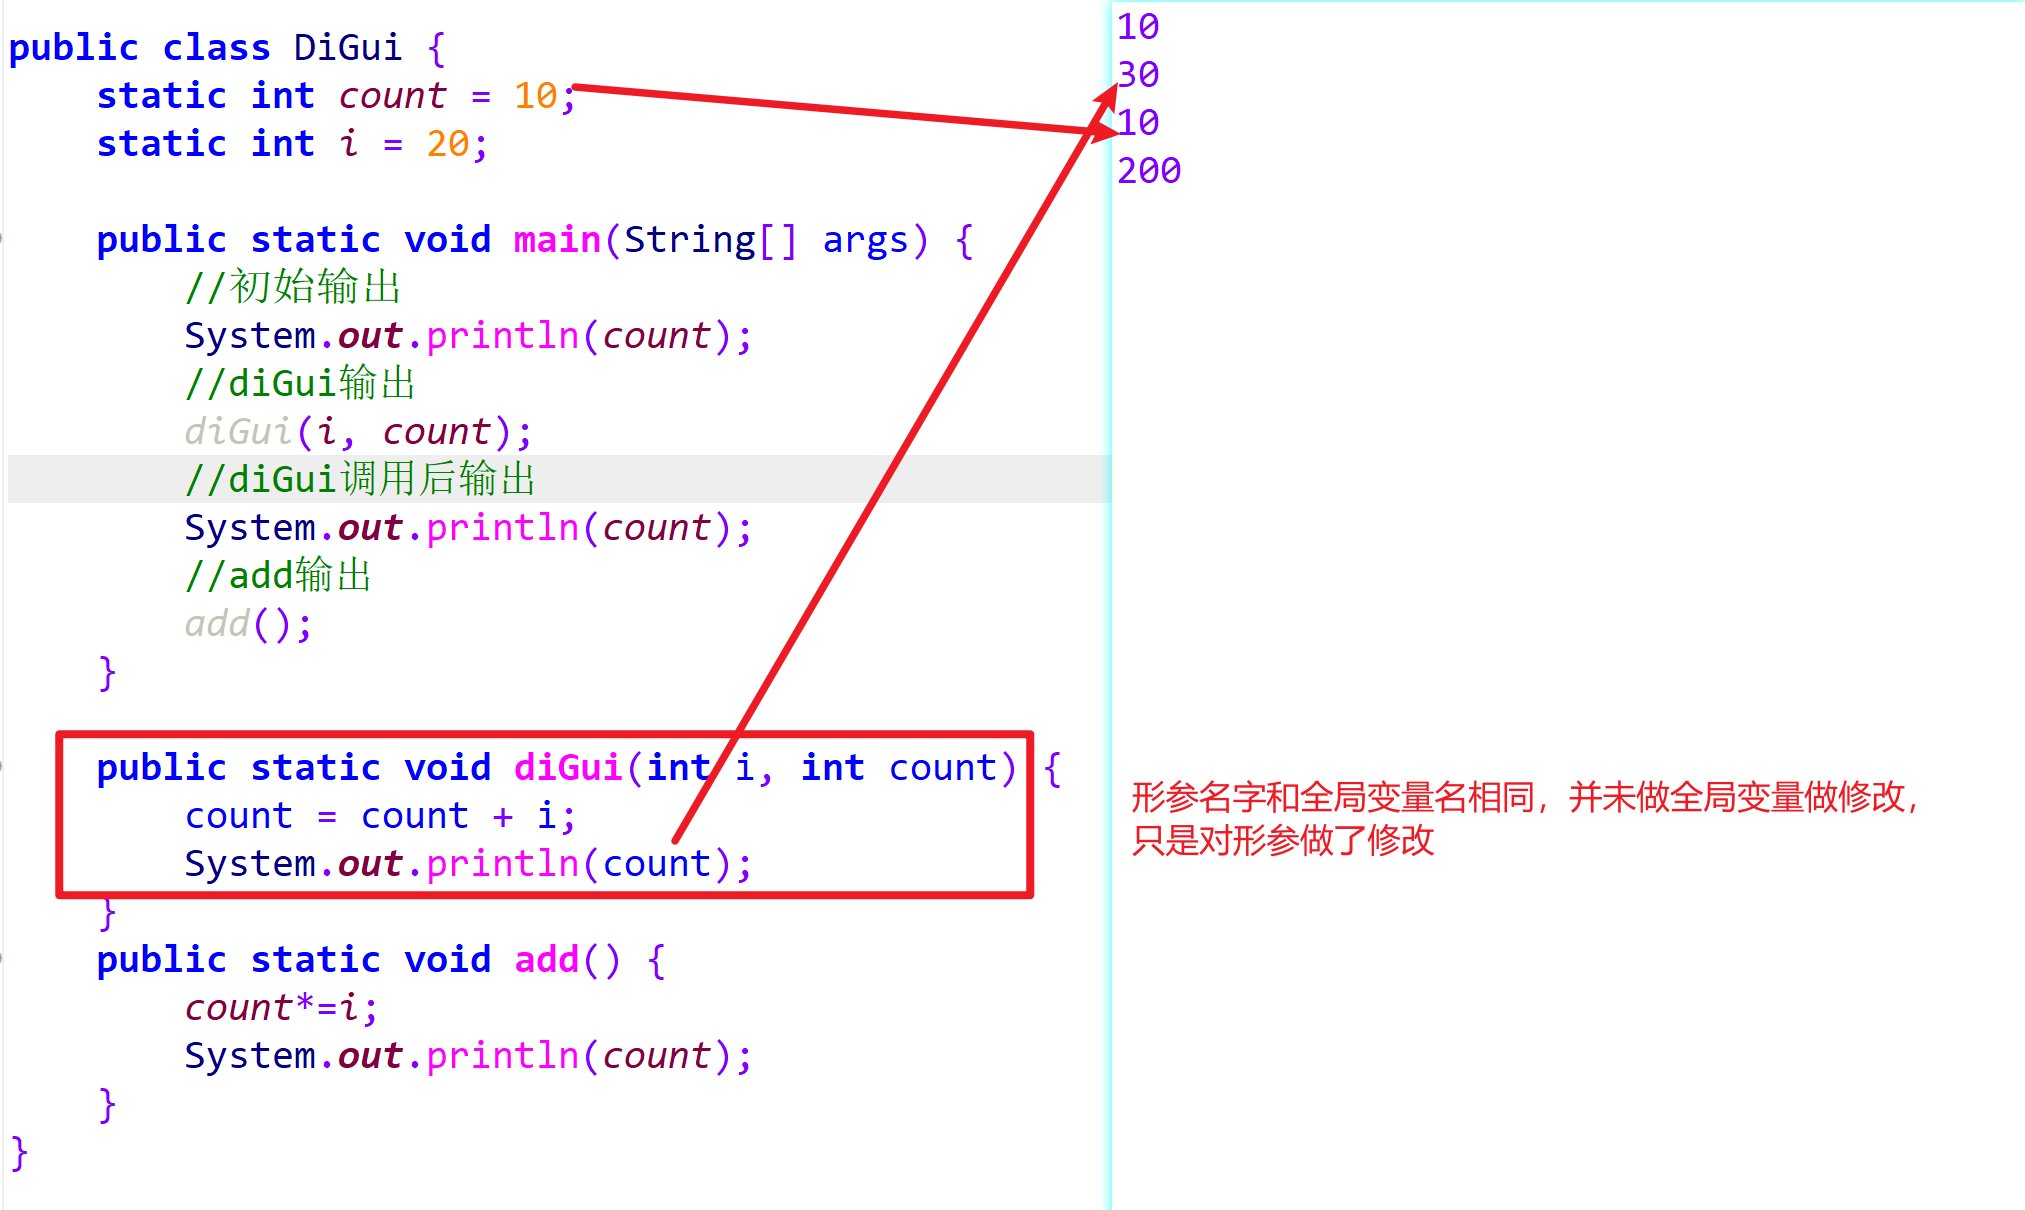 public class DiGui {
    static int count = 10;
    static int i = 20;
    public static void main(String[] args) {
        //初始输出
        System.out.println(count);
        //diGui输出
        diGui(i, count);
        //diGui调用后输出
        System.out.println(count);
        //add输出
        add();
    }
    public static void diGui(int i, int count) {
        count = count + i;
        System.out.println(count);
    }
    public static void add() {
        count*=i;
        System.out.println(count);
    }
}
10
30
10
200
形参名字和全局变量名相同，并未做全局变量做修改，
只是对形参做了修改